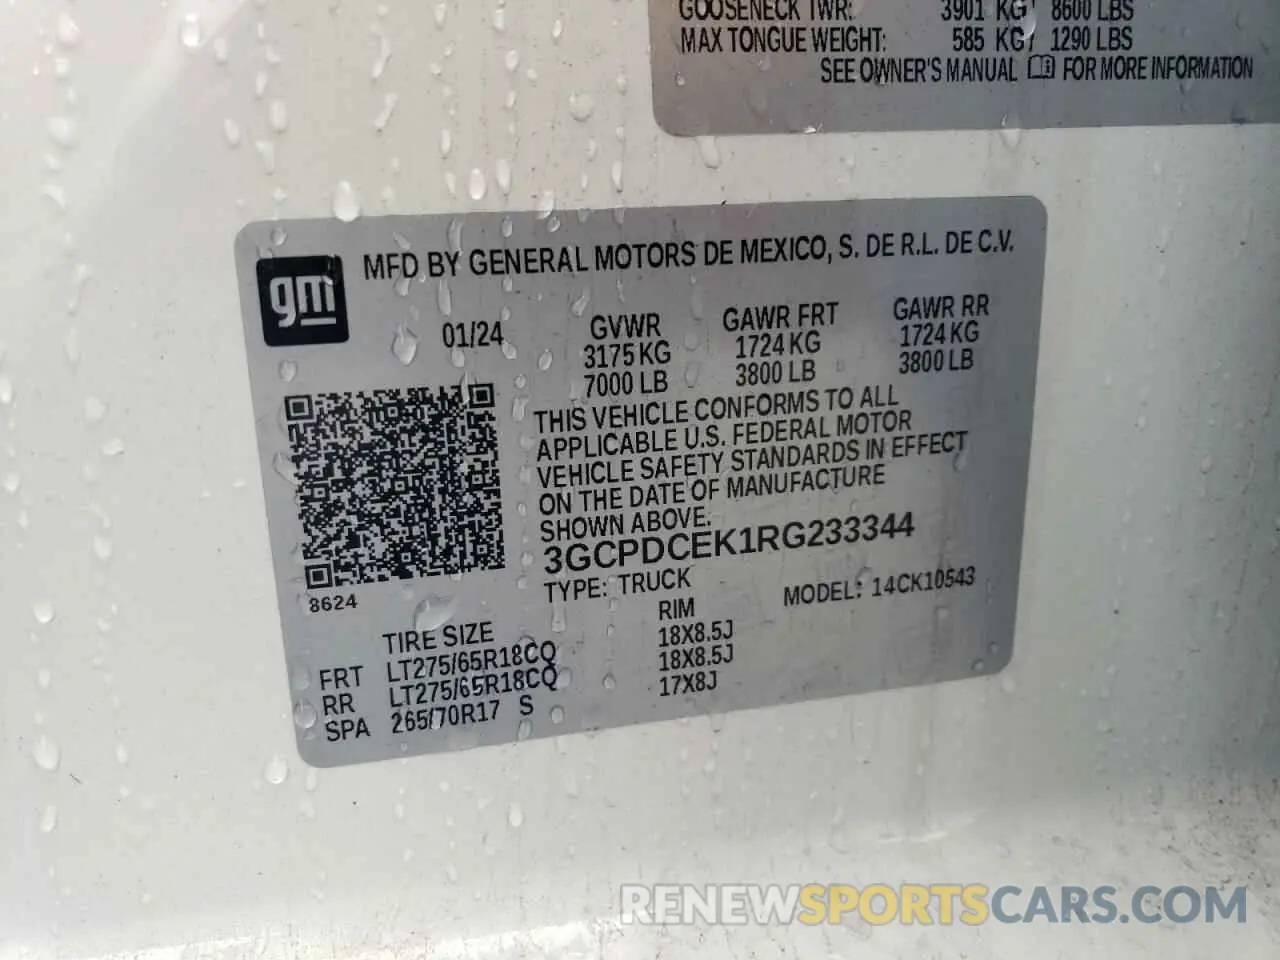 GOOSENECK TWR: 3901 KG / 8600 LBS
MAX TONGUE WEIGHT: 585 KG / 1290 LBS
SEE OWNER'S MANUAL FOR MORE INFORMATION
gm
MFD BY GENERAL MOTORS DE MEXICO, S. DE R.L. DE C.V.
01/24 GVWR GAWR FRT GAWR RR
3175 KG 1724 KG 1724 KG
7000 LB 3800 LB 3800 LB
THIS VEHICLE CONFORMS TO ALL
APPLICABLE U.S. FEDERAL MOTOR
VEHICLE SAFETY STANDARDS IN EFFECT
ON THE DATE OF MANUFACTURE
SHOWN ABOVE.
3GCPDCEK1RG233344
8624
TYPE: TRUCK MODEL: 14CK10543
TIRE SIZE RIM
FRT LT275/65R18CQ 18X8.5J
RR LT275/65R18CQ 18X8.5J
SPA 265/70R17 S 17X8J
RENEWSPORTSCARS.COM